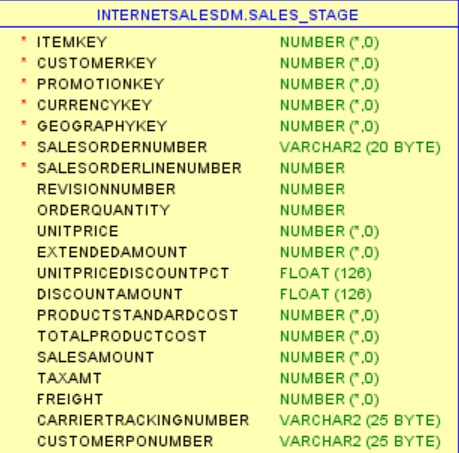 INTERNETSALESDM.SALES_STAGE
* ITEMKEY NUMBER (*,0)
* CUSTOMERKEY NUMBER (*,0)
* PROMOTIONKEY NUMBER (*,0)
* CURRENCYKEY NUMBER (*,0)
* GEOGRAPHYKEY NUMBER (*,0)
* SALESORDERNUMBER VARCHAR2 (20 BYTE)
* SALESORDERLINENUMBER NUMBER
REVISIONNUMBER NUMBER
ORDERQUANTITY NUMBER
UNITPRICE NUMBER (*,0)
EXTENDEDAMOUNT NUMBER (*,0)
UNITPRICEDISCOUNTPCT FLOAT (126)
DISCOUNTAMOUNT FLOAT (126)
PRODUCTSTANDARDCOST NUMBER (*,0)
TOTALPRODUCTCOST NUMBER (*,0)
SALESAMOUNT NUMBER (*,0)
TAXAMT NUMBER (*,0)
FREIGHT NUMBER (*,0)
CARRIERTRACKINGNUMBER VARCHAR2 (25 BYTE)
CUSTOMERPONUMBER VARCHAR2 (25 BYTE)